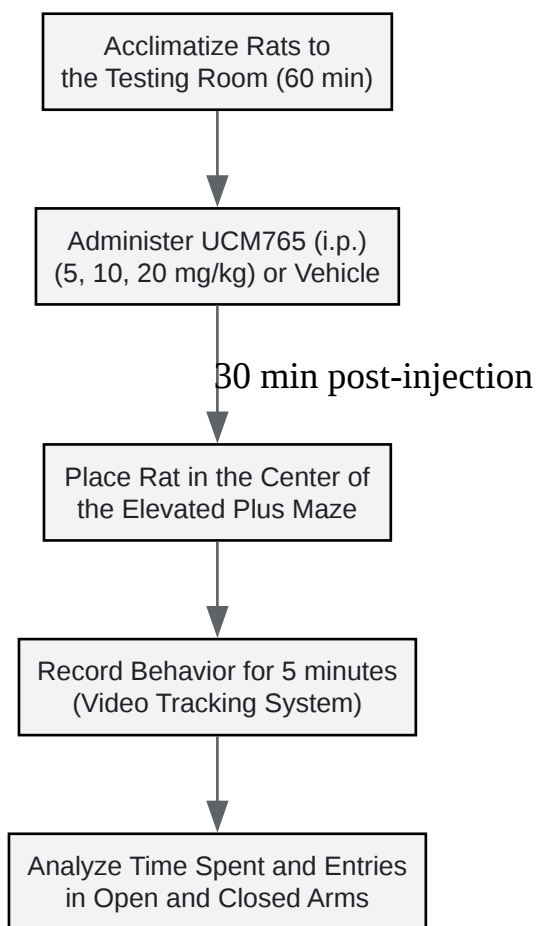 Acclimatize Rats to
the Testing Room (60 min)
Administer UCM765 (i.p.)
(5, 10, 20 mg/kg) or Vehicle
30 min post-injection
Place Rat in the Center of
the Elevated Plus Maze
Record Behavior for 5 minutes
(Video Tracking System)
Analyze Time Spent and Entries
in Open and Closed Arms